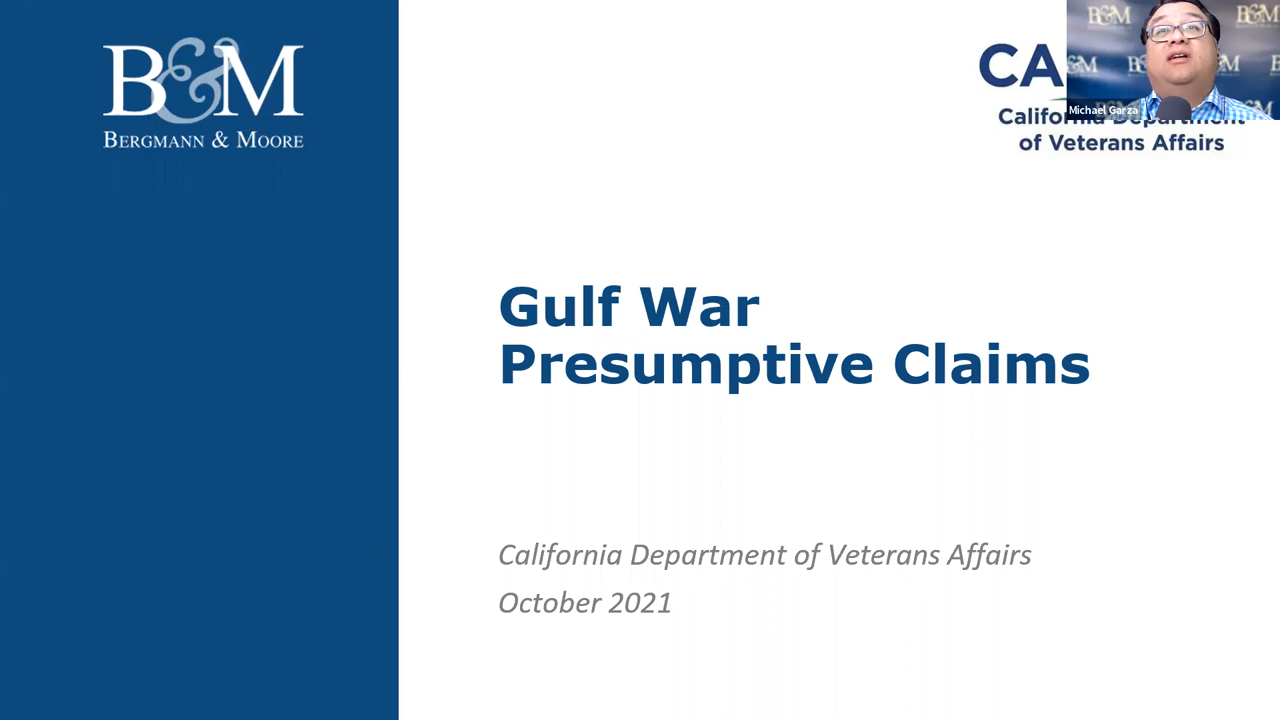 B&M
BERGMANN & MOORE
CA
California Department
of Veterans Affairs
B&M
B&M
Michael Garza
Gulf War
Presumptive Claims
California Department of Veterans Affairs
October 2021